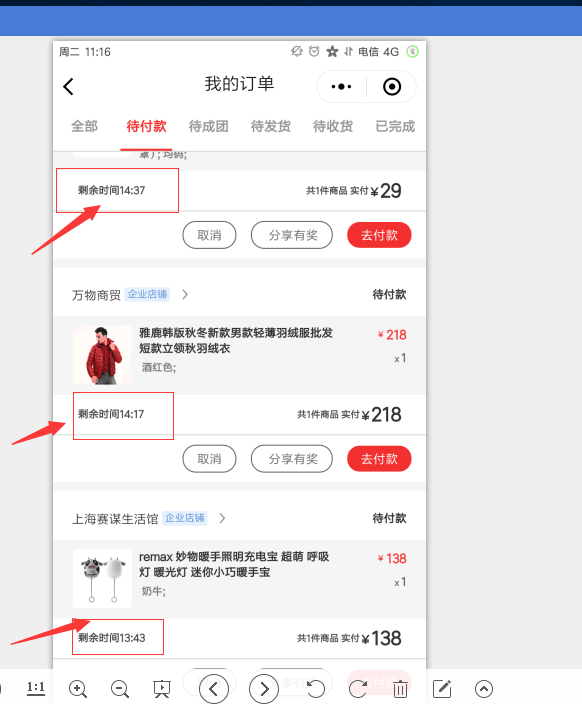 周二 11:16 电信 4G
我的订单
全部 待付款 待成团 待发货 待收货 已完成
罩）; 均码;
剩余时间14:37 共1件商品 实付¥29
取消 分享有奖 去付款
万物商贸 企业店铺 待付款
雅鹿韩版秋冬新款男款轻薄羽绒服批发 ¥218
短款立领秋羽绒衣 x1
酒红色;
剩余时间14:17 共1件商品 实付¥218
取消 分享有奖 去付款
上海赛谋生活馆 企业店铺 待付款
remax 妙物暖手照明充电宝 超萌 呼吸 ¥138
灯 暖光灯 迷你小巧暖手宝 x1
奶牛;
剩余时间13:43 共1件商品 实付¥138
1:1